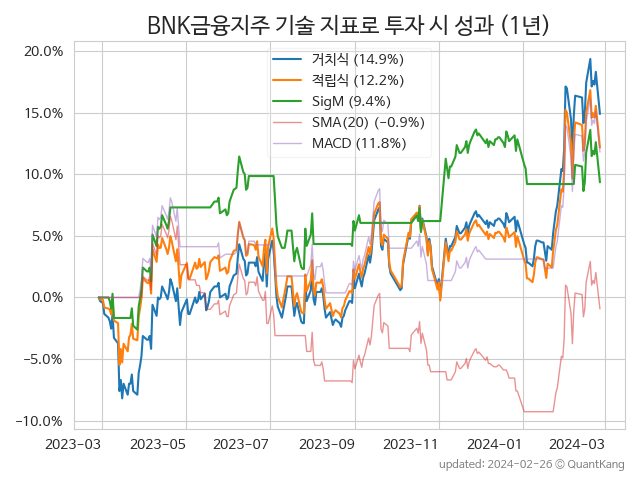 BNK금융지주 기술 지표로 투자 시 성과 (1년)
거치식 (14.9%)
적립식 (12.2%)
SigM (9.4%)
SMA(20) (−0.9%)
MACD (11.8%)
20.0%
15.0%
10.0%
5.0%
0.0%
−5.0%
−10.0%
2023-03 2023-05 2023-07 2023-09 2023-11 2024-01 2024-03
updated: 2024-02-26 © QuantKang